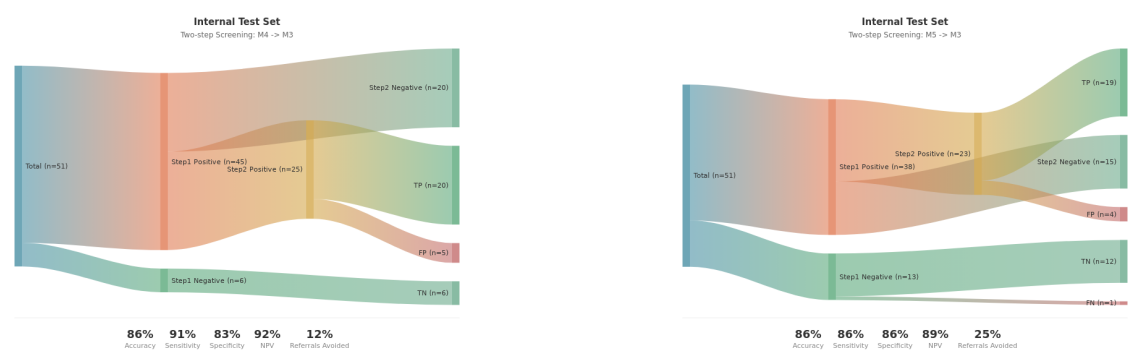 Internal Test Set
Two-step Screening: M4 -> M3
Step2 Negative (n=20)
Total (n=51)
Step1 Positive (n=45)
Step2 Positive (n=25)
TP (n=20)
FP (n=5)
Step1 Negative (n=6)
TN (n=6)
86% 91% 83% 92% 12%
Accuracy Sensitivity Specificity NPV Referrals Avoided
Internal Test Set
Two-step Screening: M5 -> M3
TP (n=19)
Step2 Positive (n=23)
Step2 Negative (n=15)
Step1 Positive (n=38)
Total (n=51)
FP (n=4)
TN (n=12)
Step1 Negative (n=13)
FN (n=1)
86% 86% 86% 89% 25%
Accuracy Sensitivity Specificity NPV Referrals Avoided